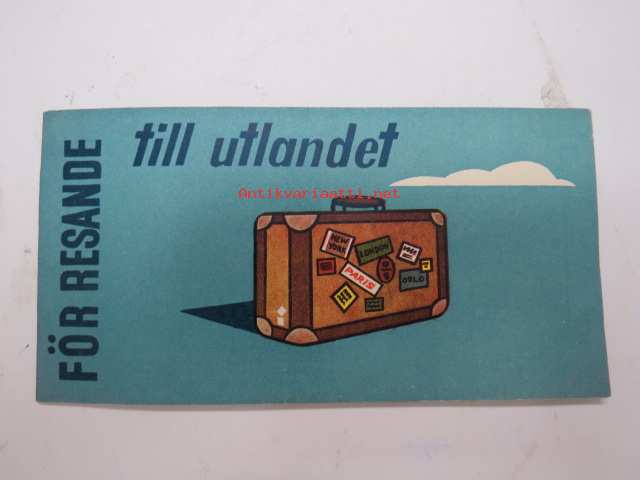 FÖR RESANDE
till utlandet
Antikvariaatti.net
NEW
YORK
LONDON
PARIS
OSLO